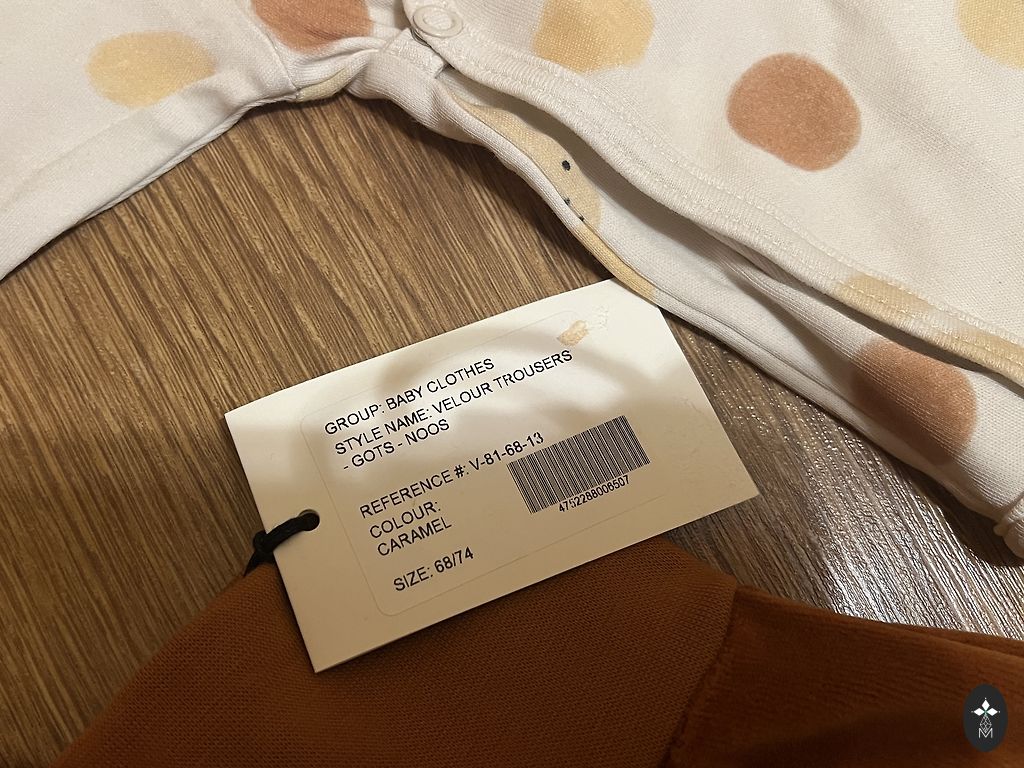 GROUP: BABY CLOTHES
STYLE NAME: VELOUR TROUSERS
- GOTS - NOOS
REFERENCE #: V-81-68-13
COLOUR:
CARAMEL
4752288006507
SIZE: 68/74
M